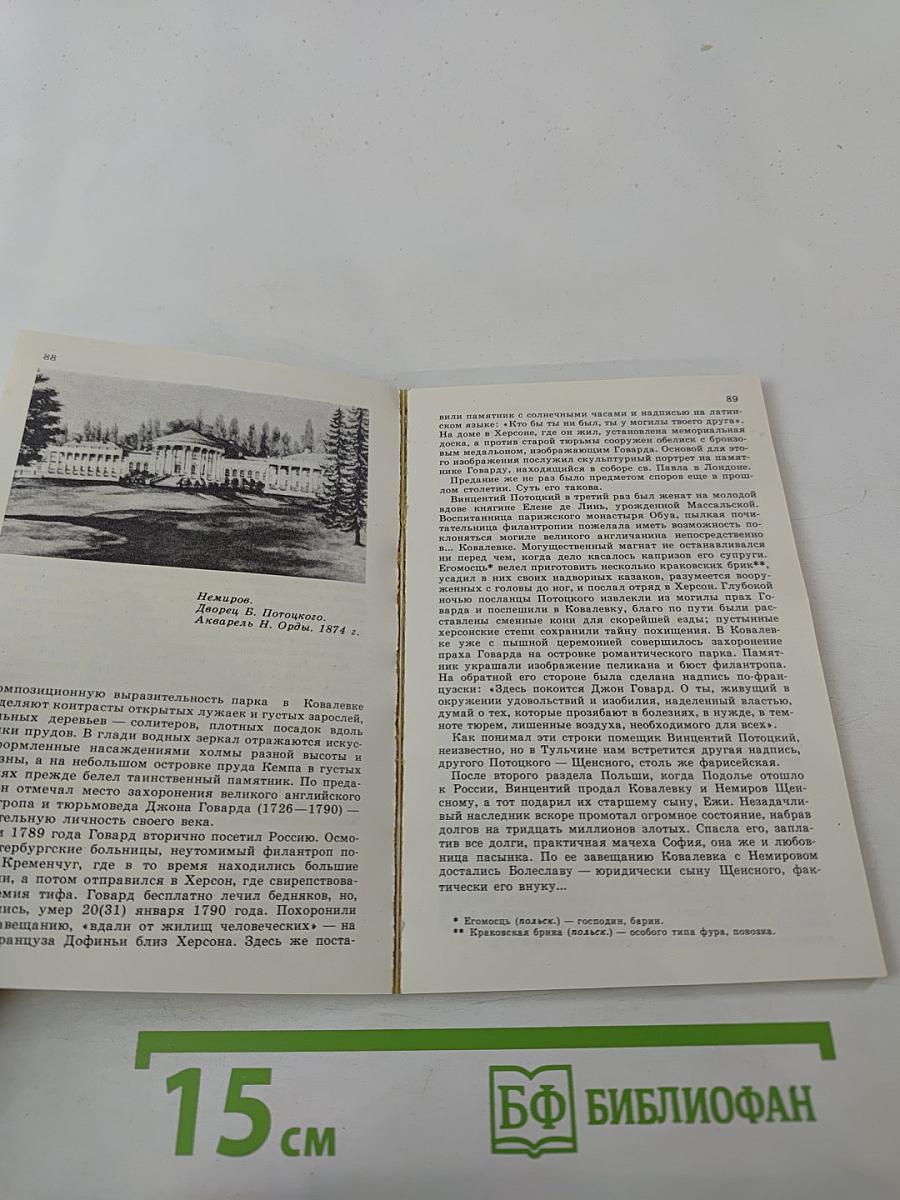 88
Немиров.
Дворец Б. Потоцкого.
Акварель Н. Орды. 1874 г.
омпозиционную выразительность парка в Ковалевке
деляют контрасты открытых лужаек и густых зарослей,
льных деревьев — солитеров, плотных посадок вдоль
ки прудов. В глади водных зеркал отражаются искус-
оформленные насаждениями холмы разной высоты и
зны, а на небольшом островке пруда Кемпа в густых
ях прежде белел таинственный памятник. По преда-
н отмечал место захоронения великого английского
тропа и тюрьмоведа Джона Говарда (1726—1790) —
тельную личность своего века.
м 1789 года Говард вторично посетил Россию. Осмо-
тербургские больницы, неутомимый филантроп по-
Кременчуг, где в то время находились большие
и, а потом отправился в Херсон, где свирепствова-
емия тифа. Говард бесплатно лечил бедняков, но,
ись, умер 20(31) января 1790 года. Похоронили
авещанию, «вдали от жилищ человеческих» — на
ранцуза Дофиньи близ Херсона. Здесь же поста-
89
вили памятник с солнечными часами и надписью на латин-
ском языке: «Кто бы ты ни был, ты у могилы твоего друга».
На доме в Херсоне, где он жил, установлена мемориальная
доска, а против старой тюрьмы сооружен обелиск с бронзо-
вым медальоном, изображающим Говарда. Основой для это-
го изображения послужил скульптурный портрет на памят-
нике Говарду, находящийся в соборе св. Павла в Лондоне.
Предание же не раз было предметом споров еще в прош-
лом столетии. Суть его такова.
Винцентий Потоцкий в третий раз был женат на молодой
вдове княгине Елене де Линь, урожденной Массальской.
Воспитанница парижского монастыря Обуа, пылкая почи-
тательница филантропии пожелала иметь возможность по-
клоняться могиле великого англичанина непосредственно
в... Ковалевке. Могущественный магнат не останавливался
ни перед чем, когда дело касалось капризов его супруги.
Егомосць* велел приготовить несколько краковских брик**,
усадил в них своих надворных казаков, разумеется воору-
женных с головы до ног, и послал отряд в Херсон. Глубокой
ночью посланцы Потоцкого извлекли из могилы прах Го-
варда и поспешили в Ковалевку, благо по пути были рас-
ставлены сменные кони для скорейшей езды; пустынные
херсонские степи сохранили тайну похищения. В Ковалев-
ке уже с пышной церемонией совершилось захоронение
праха Говарда на островке романтического парка. Памят-
ник украшали изображение пеликана и бюст филантропа.
На обратной его стороне была сделана надпись по-фран-
цузски: «Здесь покоится Джон Говард. О ты, живущий в
окружении удовольствий и изобилия, наделенный властью,
думай о тех, которые прозябают в болезнях, в нужде, в тем-
ноте тюрем, лишенные воздуха, необходимого для всех».
Как понимал эти строки помещик Винцентий Потоцкий,
неизвестно, но в Тульчине нам встретится другая надпись,
другого Потоцкого — Щенсного, столь же фарисейская.
После второго раздела Польши, когда Подолье отошло
к России, Винцентий продал Ковалевку и Немиров Щен-
сному, а тот подарил их старшему сыну, Ежи. Незадачли-
вый наследник вскоре промотал огромное состояние, набрав
долгов на тридцать миллионов злотых. Спасла его, запла-
тив все долги, практичная мачеха София, она же и любов-
ница пасынка. По ее завещанию Ковалевка с Немировом
достались Болеславу — юридически сыну Щенсного, фак-
тически его внуку...
* Егомосць (польск.) — господин, барин.
** Краковская брика (польск.) — особого типа фура, повозка.
15 см
БФ БИБЛИОФАН